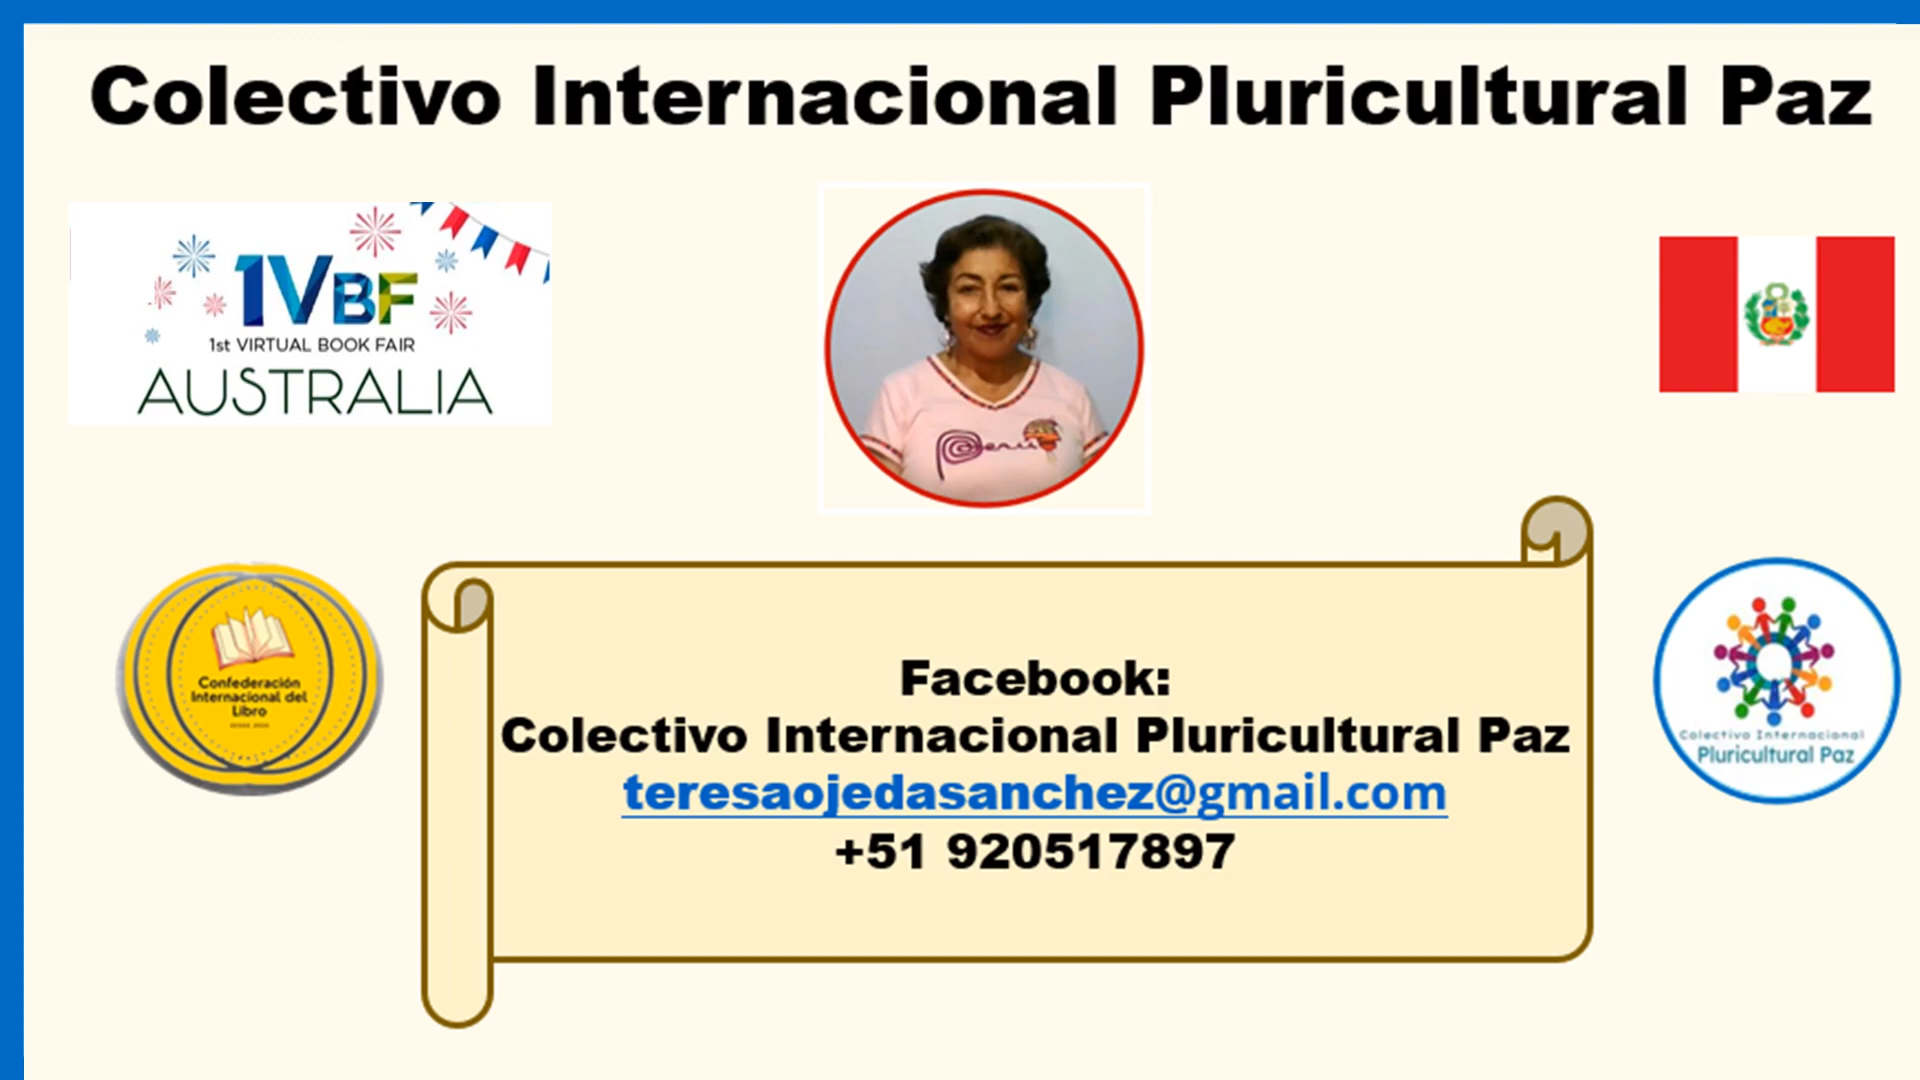 Colectivo Internacional Pluricultural Paz
1VBF
1st VIRTUAL BOOK FAIR
AUSTRALIA
Perú
Confederación
Internacional del
Libro
Facebook:
Colectivo Internacional Pluricultural Paz
teresaojedasanchez@gmail.com
+51 920517897
Colectivo Internacional
Pluricultural Paz